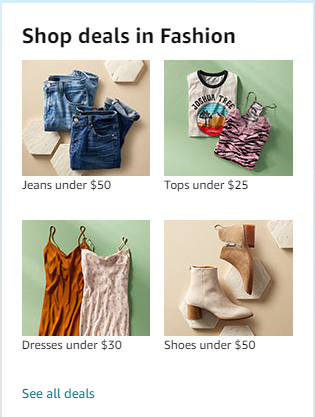 Shop deals in Fashion
JOSHUA TREE
Jeans under $50
Tops under $25
Dresses under $30
Shoes under $50
See all deals